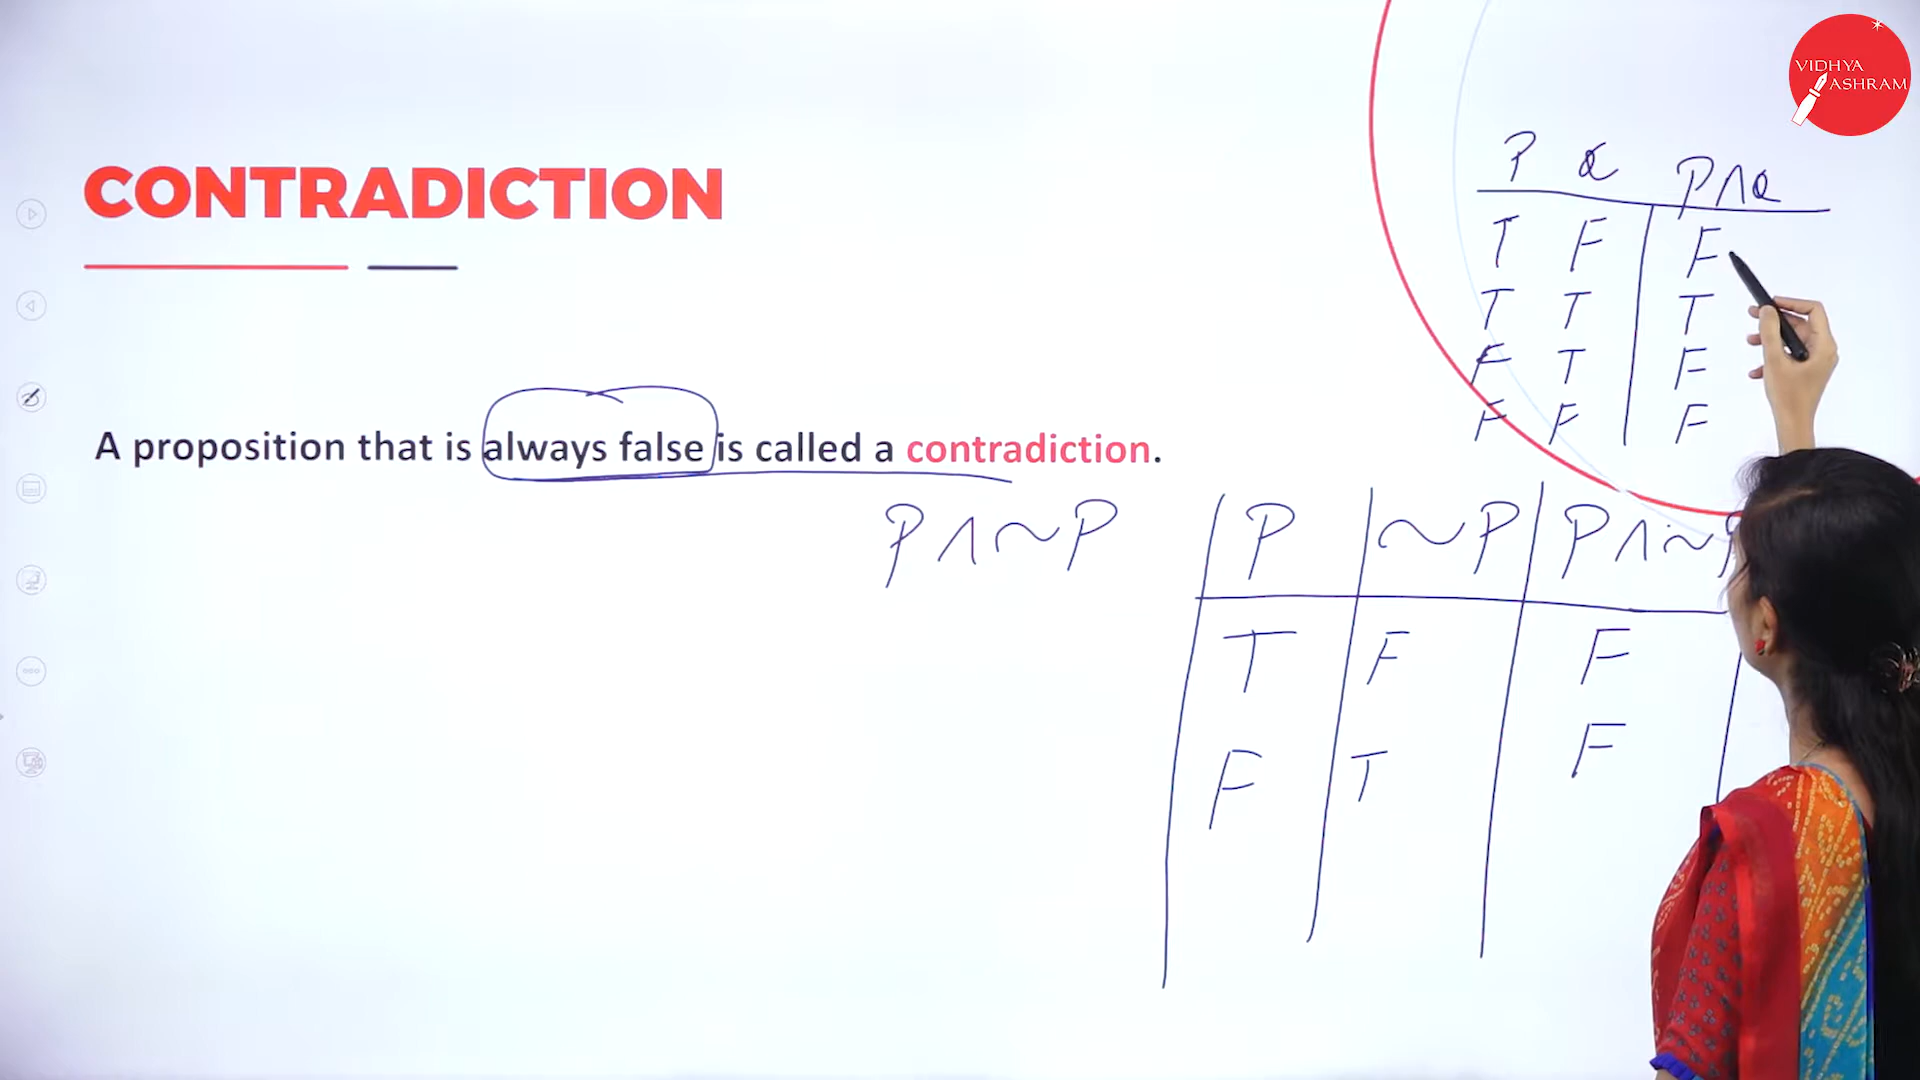 VIDHYA
ASHRAM
CONTRADICTION
P Q P∧Q
T F F
T T T
F T F
F F F
A proposition that is always false is called a contradiction.
P∧~P
P ~P P∧~P
T F F
F T F